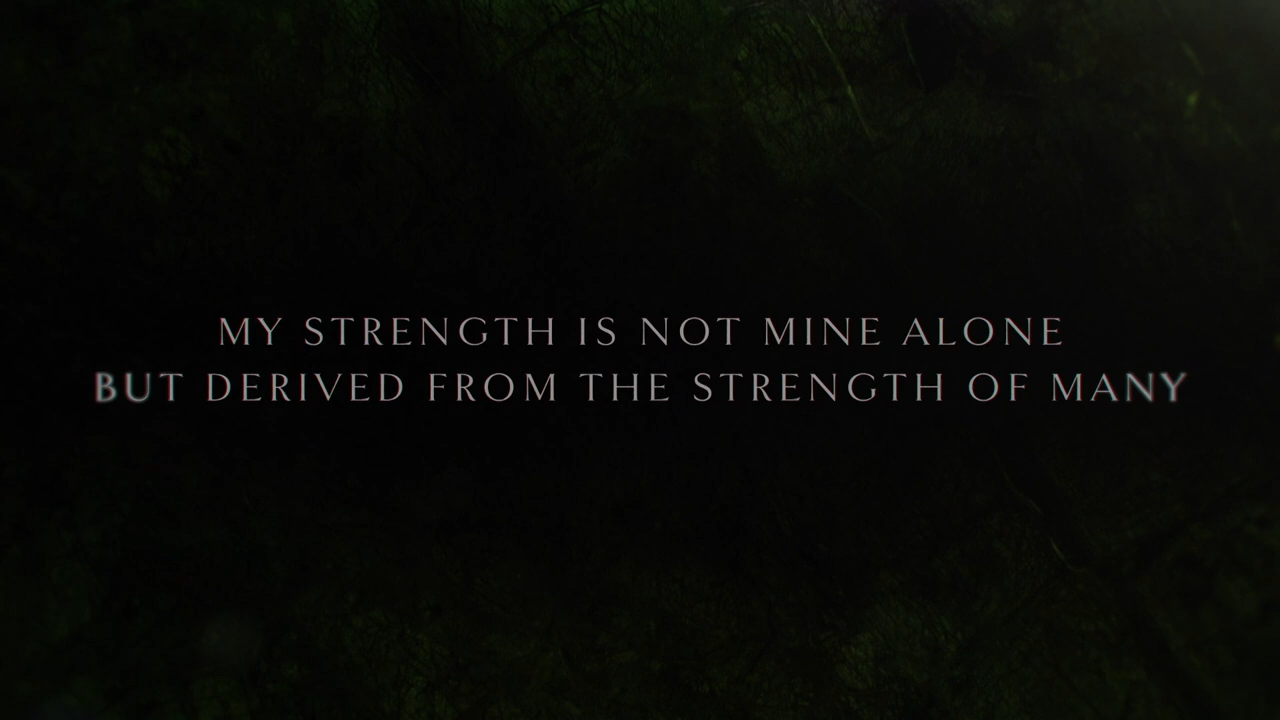 MY STRENGTH IS NOT MINE ALONE
BUT DERIVED FROM THE STRENGTH OF MANY